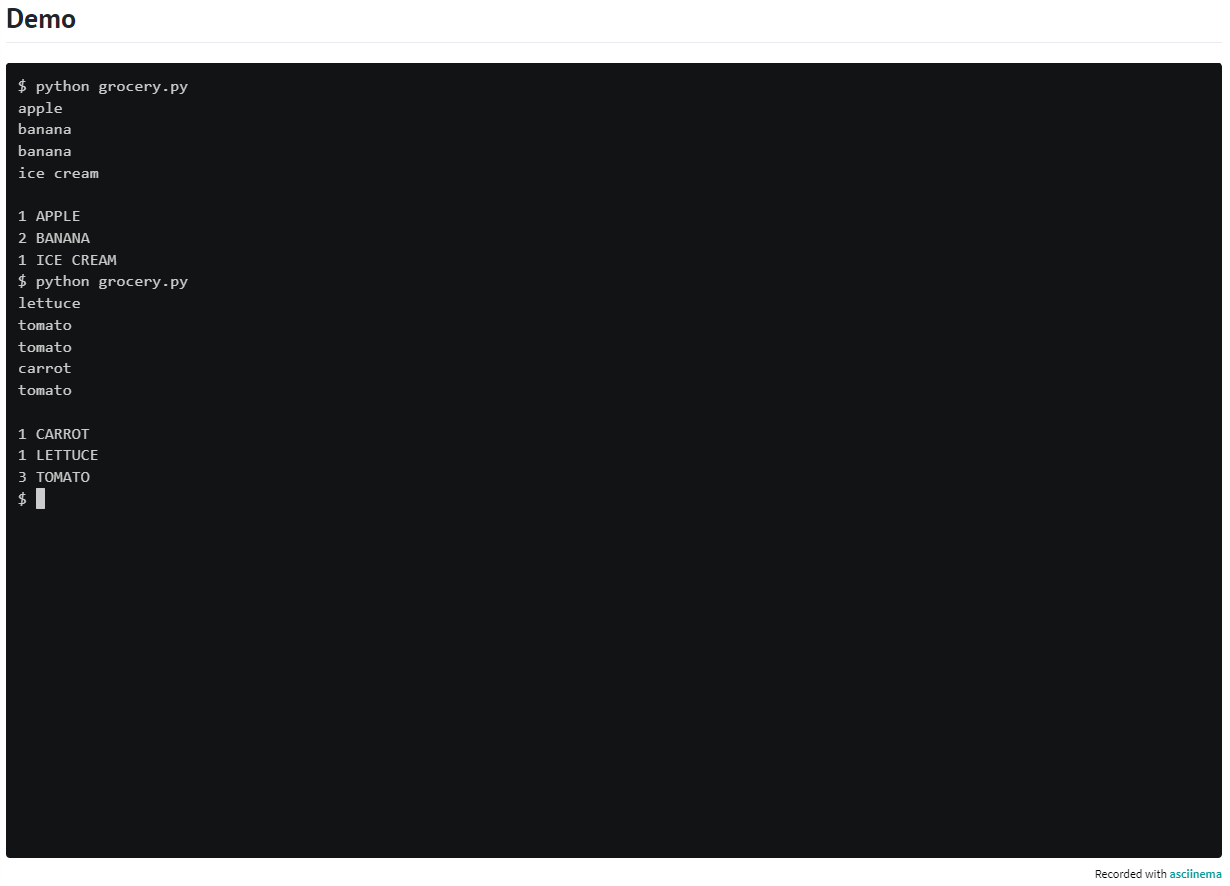 Demo
$ python grocery.py
apple
banana
banana
ice cream
1 APPLE
2 BANANA
1 ICE CREAM
$ python grocery.py
lettuce
tomato
tomato
carrot
tomato
1 CARROT
1 LETTUCE
3 TOMATO
$
Recorded with asciinema